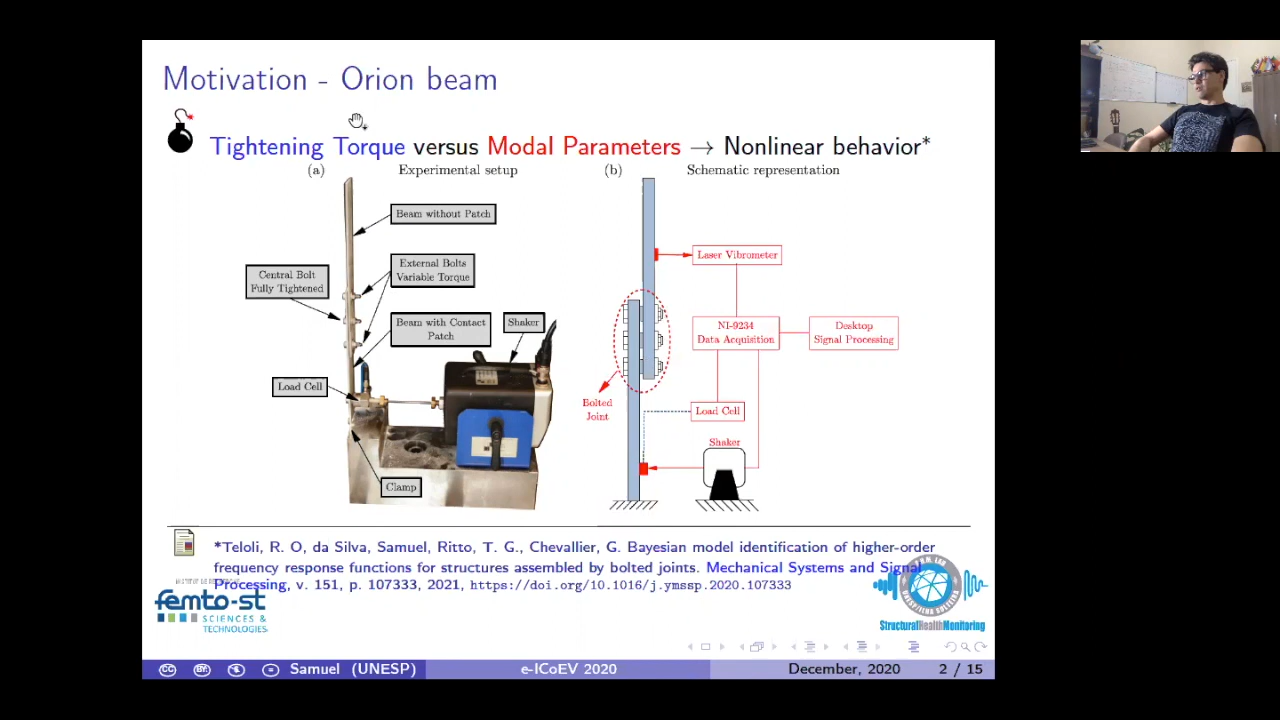 Motivation - Orion beam
Tightening Torque versus Modal Parameters → Nonlinear behavior*
(a) Experimental setup
(b) Schematic representation
Beam without Patch
External Bolts
Variable Torque
Central Bolt
Fully Tightened
Beam with Contact
Patch
Shaker
Load Cell
Clamp
Laser Vibrometer
NI-9234
Data Acquisition
Desktop
Signal Processing
Bolted
Joint
Load Cell
Shaker
*Teloli, R. O, da Silva, Samuel, Ritto, T. G., Chevallier, G. Bayesian model identification of higher-order
frequency response functions for structures assembled by bolted joints. Mechanical Systems and Signal
Processing, v. 151, p. 107333, 2021, https://doi.org/10.1016/j.ymssp.2020.107333
femto-st
SCIENCES &
TECHNOLOGIES
StructuralHealthMonitoring
CC BY $ = Samuel (UNESP) e-ICoEV 2020 December, 2020 2 / 15